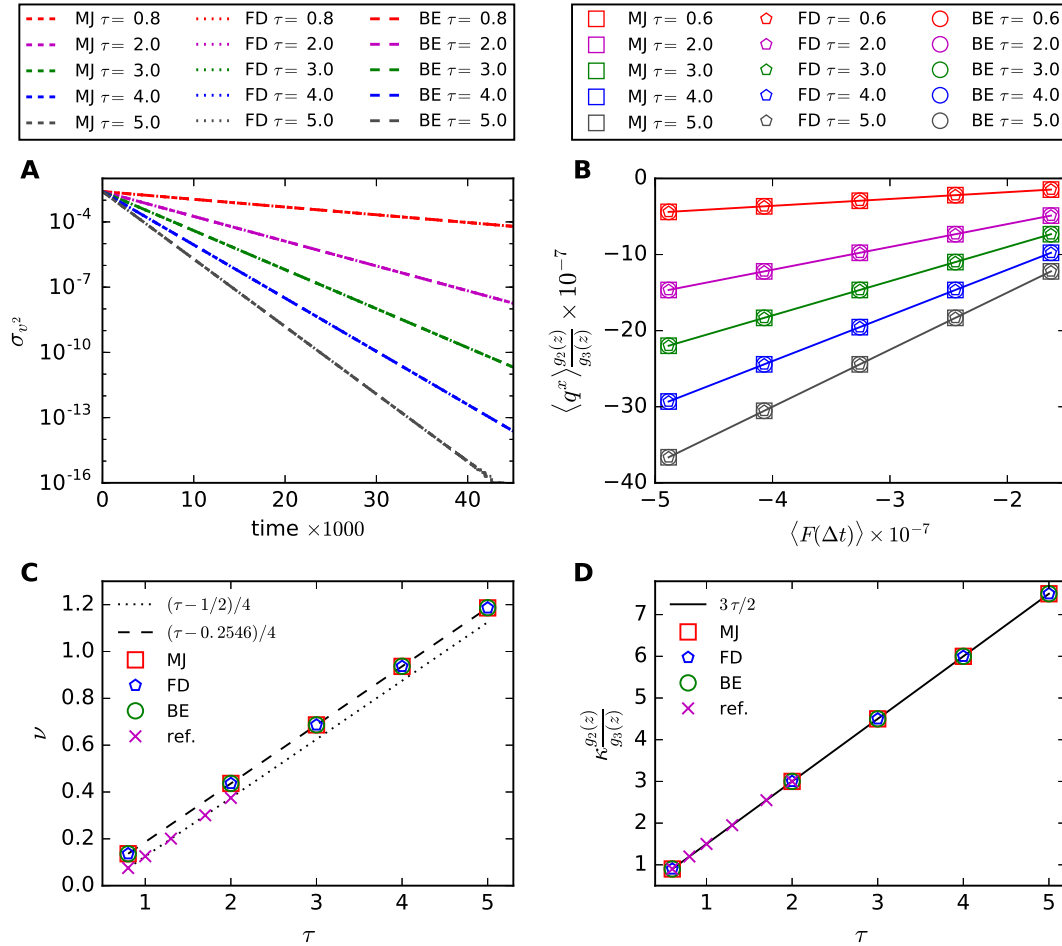 MJ τ= 0.8 FD τ= 0.8 BE τ= 0.8
MJ τ= 2.0 FD τ= 2.0 BE τ= 2.0
MJ τ= 3.0 FD τ= 3.0 BE τ= 3.0
MJ τ= 4.0 FD τ= 4.0 BE τ= 4.0
MJ τ= 5.0 FD τ= 5.0 BE τ= 5.0
MJ τ= 0.6 FD τ= 0.6 BE τ= 0.6
MJ τ= 2.0 FD τ= 2.0 BE τ= 2.0
MJ τ= 3.0 FD τ= 3.0 BE τ= 3.0
MJ τ= 4.0 FD τ= 4.0 BE τ= 4.0
MJ τ= 5.0 FD τ= 5.0 BE τ= 5.0
A
σ_{v^2}
10^{-4}
10^{-7}
10^{-10}
10^{-13}
10^{-16}
0 10 20 30 40
time ×1000
B
⟨q^x⟩ g_2(z)/g_3(z) × 10^{-7}
0
−10
−20
−30
−40
−5 −4 −3 −2
⟨F(Δt)⟩ × 10^{-7}
C
ν
1.2
1.0
0.8
0.6
0.4
0.2
0.0
(τ−1/2)/4
(τ−0.2546)/4
MJ
FD
BE
ref.
1 2 3 4 5
τ
D
κ g_2(z)/g_3(z)
7
6
5
4
3
2
1
3τ/2
MJ
FD
BE
ref.
1 2 3 4 5
τ